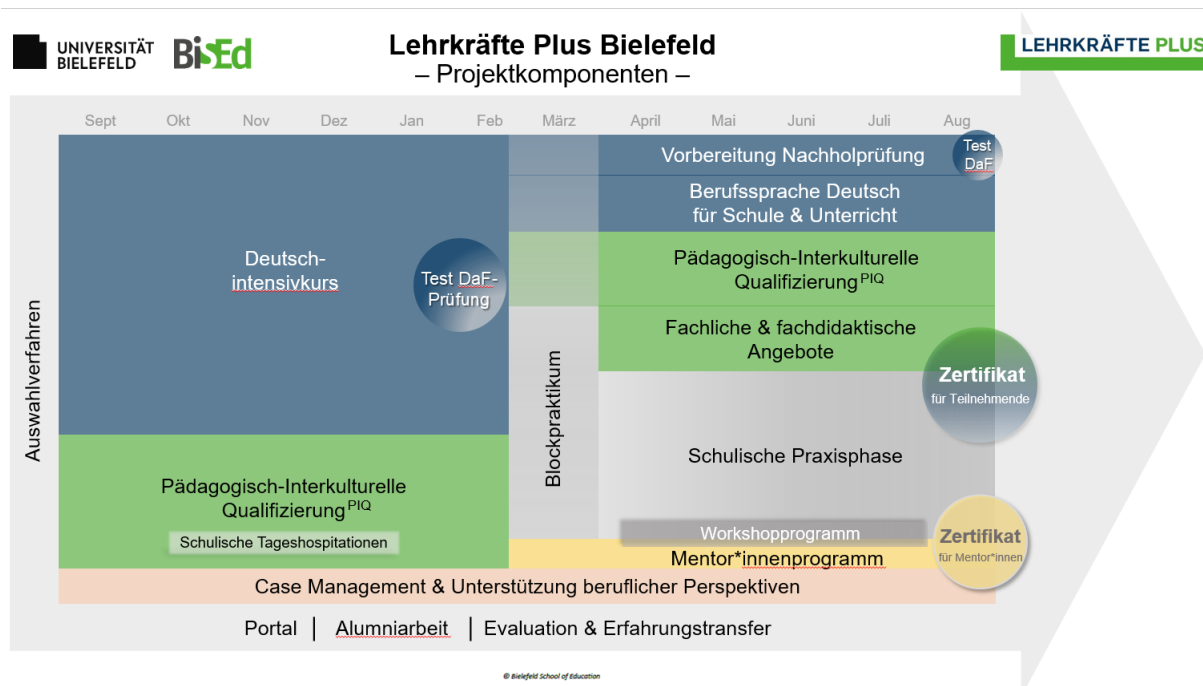 UNIVERSITÄT
BIELEFELD
BiSEd
Lehrkräfte Plus Bielefeld
– Projektkomponenten –
LEHRKRÄFTE PLUS
Sept Okt Nov Dez Jan Feb März April Mai Juni Juli Aug
Auswahlverfahren
Deutsch-
intensivkurs
Test DaF-
Prüfung
Pädagogisch-Interkulturelle
Qualifizierung PIQ
Schulische Tageshospitationen
Blockpraktikum
Vorbereitung Nachholprüfung
Test
DaF
Berufssprache Deutsch
für Schule & Unterricht
Pädagogisch-Interkulturelle
Qualifizierung PIQ
Fachliche & fachdidaktische
Angebote
Zertifikat
für Teilnehmende
Schulische Praxisphase
Workshopprogramm
Mentor*innenprogramm
Zertifikat
für Mentor*innen
Case Management & Unterstützung beruflicher Perspektiven
Portal | Alumniarbeit | Evaluation & Erfahrungstransfer
© Bielefeld School of Education